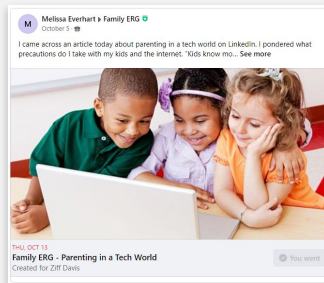 M
Melissa Everhart ▸ Family ERG
October 5 ·
I came across an article today about parenting in a tech world on LinkedIn. I pondered what
precautions do I take with my kids and the internet. "Kids know mo... See more
THU, OCT 13
Family ERG - Parenting in a Tech World
Created for Ziff Davis
You went